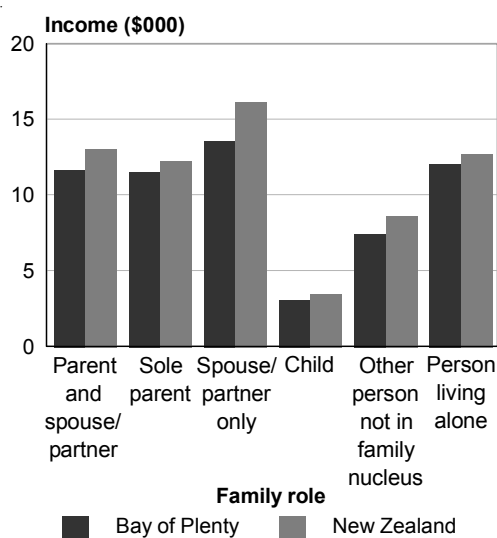 Income ($000)
20
15
10
5
0
Parent
and
spouse/
partner
Sole
parent
Spouse/
partner
only
Child
Other
person
not in
family
nucleus
Person
living
alone
Family role
Bay of Plenty
New Zealand